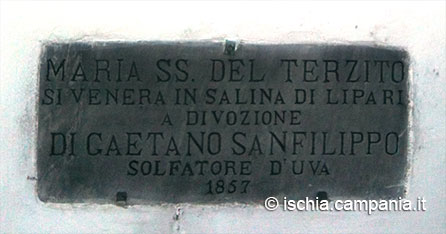 MARIA SS. DEL TERZITO
SI VENERA IN SALINA DI LIPARI
A DIVOZIONE
DI GAETANO SANFILIPPO
SOLFATORE D'UVA
1857
© ischia.campania.it